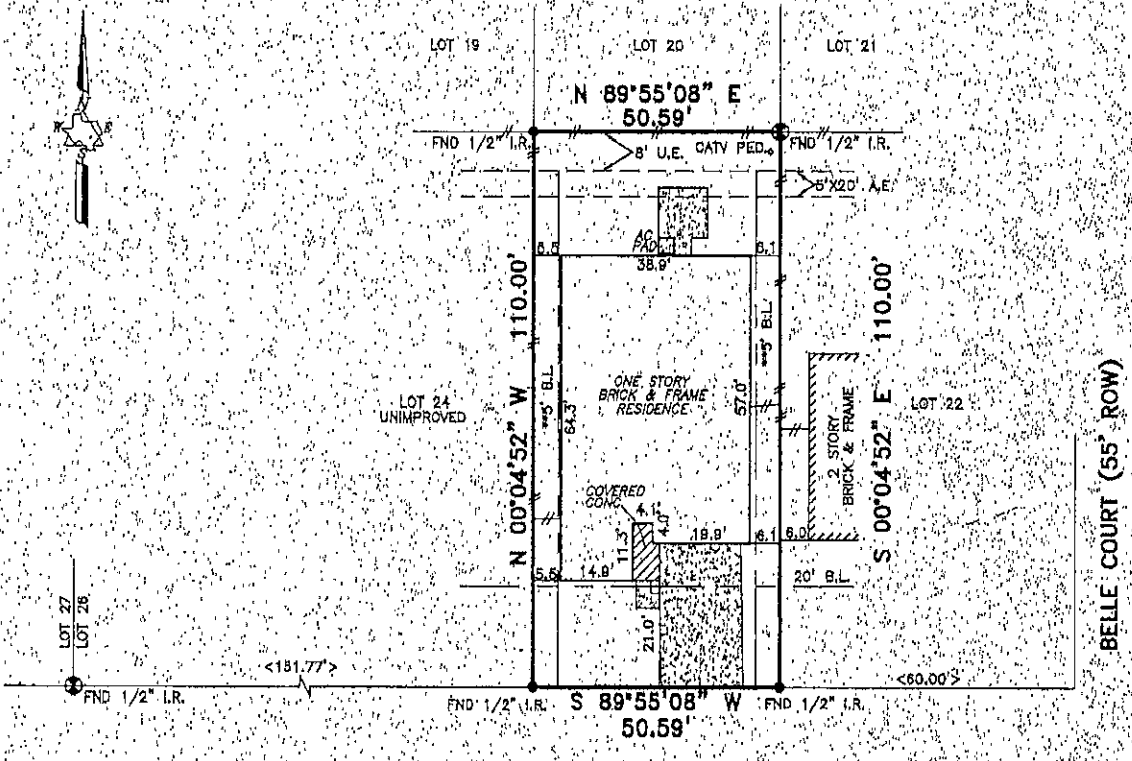 LOT 19
LOT 20
LOT 21
N 89°55'08" E
50.59'
FND 1/2" I.R.
8' U.E.
CATV PED.
FND 1/2" I.R.
5'X20' A.E.
AC
PAD
6.1
38.9'
N 00°04'52" W 110.00'
**5' B.L.
64.3'
ONE STORY
BRICK & FRAME
RESIDENCE
57.0'
**5' B.L.
S 00°04'52" E 110.00'
LOT 24
UNIMPROVED
LOT 22
2 STORY
BRICK & FRAME
BELLE COURT (55' ROW)
COVERED
CONC.
4.1'
4.0'
11.3'
19.9'
6.1
6.0
14.9'
20' B.L.
21.0'
LOT 27
LOT 26
<181.77'>
<60.00'>
FND 1/2" I.R.
FND 1/2" I.R.
S 89°55'08" W
50.59'
FND 1/2" I.R.